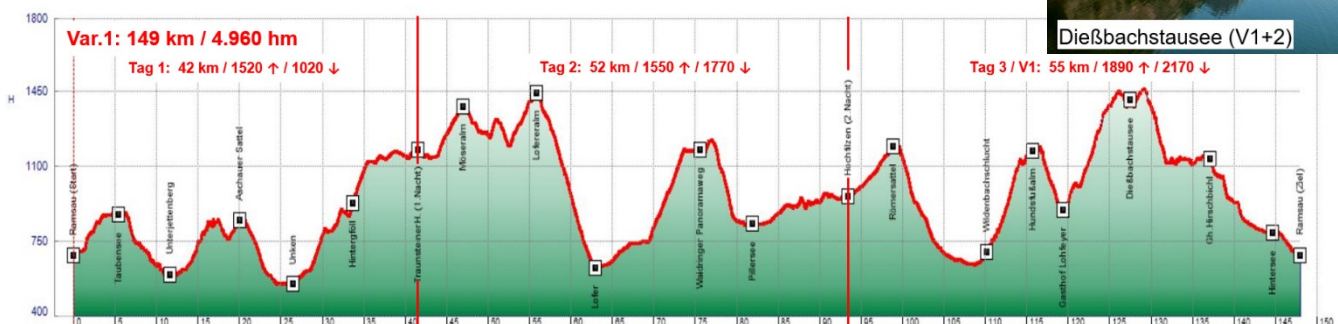 1800
Var.1: 149 km / 4.960 hm
Dießbachstausee (V1+2)
Tag 1: 42 km / 1520 ↑ / 1020 ↓
Tag 2: 52 km / 1550 ↑ / 1770 ↓
Tag 3 / V1: 55 km / 1890 ↑ / 2170 ↓
H
1450
1100
750
400
Ramsau (Start)
Taubensee
Unterjettenberg
Aschauer Sattel
Unken
Hintergföll
Traunsteiner H. (1. Nacht)
Möseralm
Lofereralm
Lofer
Waidringer Panoramaweg
Pillersee
Hochfilzen (2. Nacht)
Römersattel
Wildenbachschlucht
Hundsfußalm
Gasthof Lohfeyer
Dießbachstausee
Gh. Hirschbichl
Hintersee
Ramsau (Ziel)
0 5 10 15 20 25 30 35 40 45 50 55 60 65 70 75 80 85 90 95 100 105 110 115 120 125 130 135 140 145 150